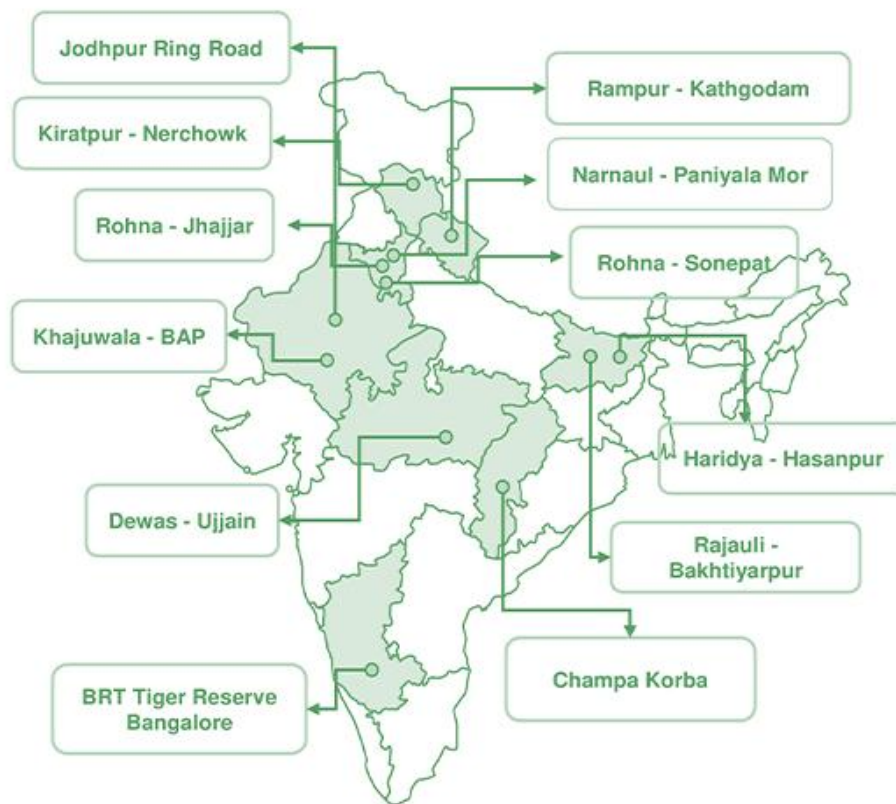 Jodhpur Ring Road
Rampur - Kathgodam
Kiratpur - Nerchowk
Narnaul - Paniyala Mor
Rohna - Jhajjar
Rohna - Sonepat
Khajuwala - BAP
Haridya - Hasanpur
Dewas - Ujjain
Rajauli -
Bakhtiyarpur
Champa Korba
BRT Tiger Reserve
Bangalore